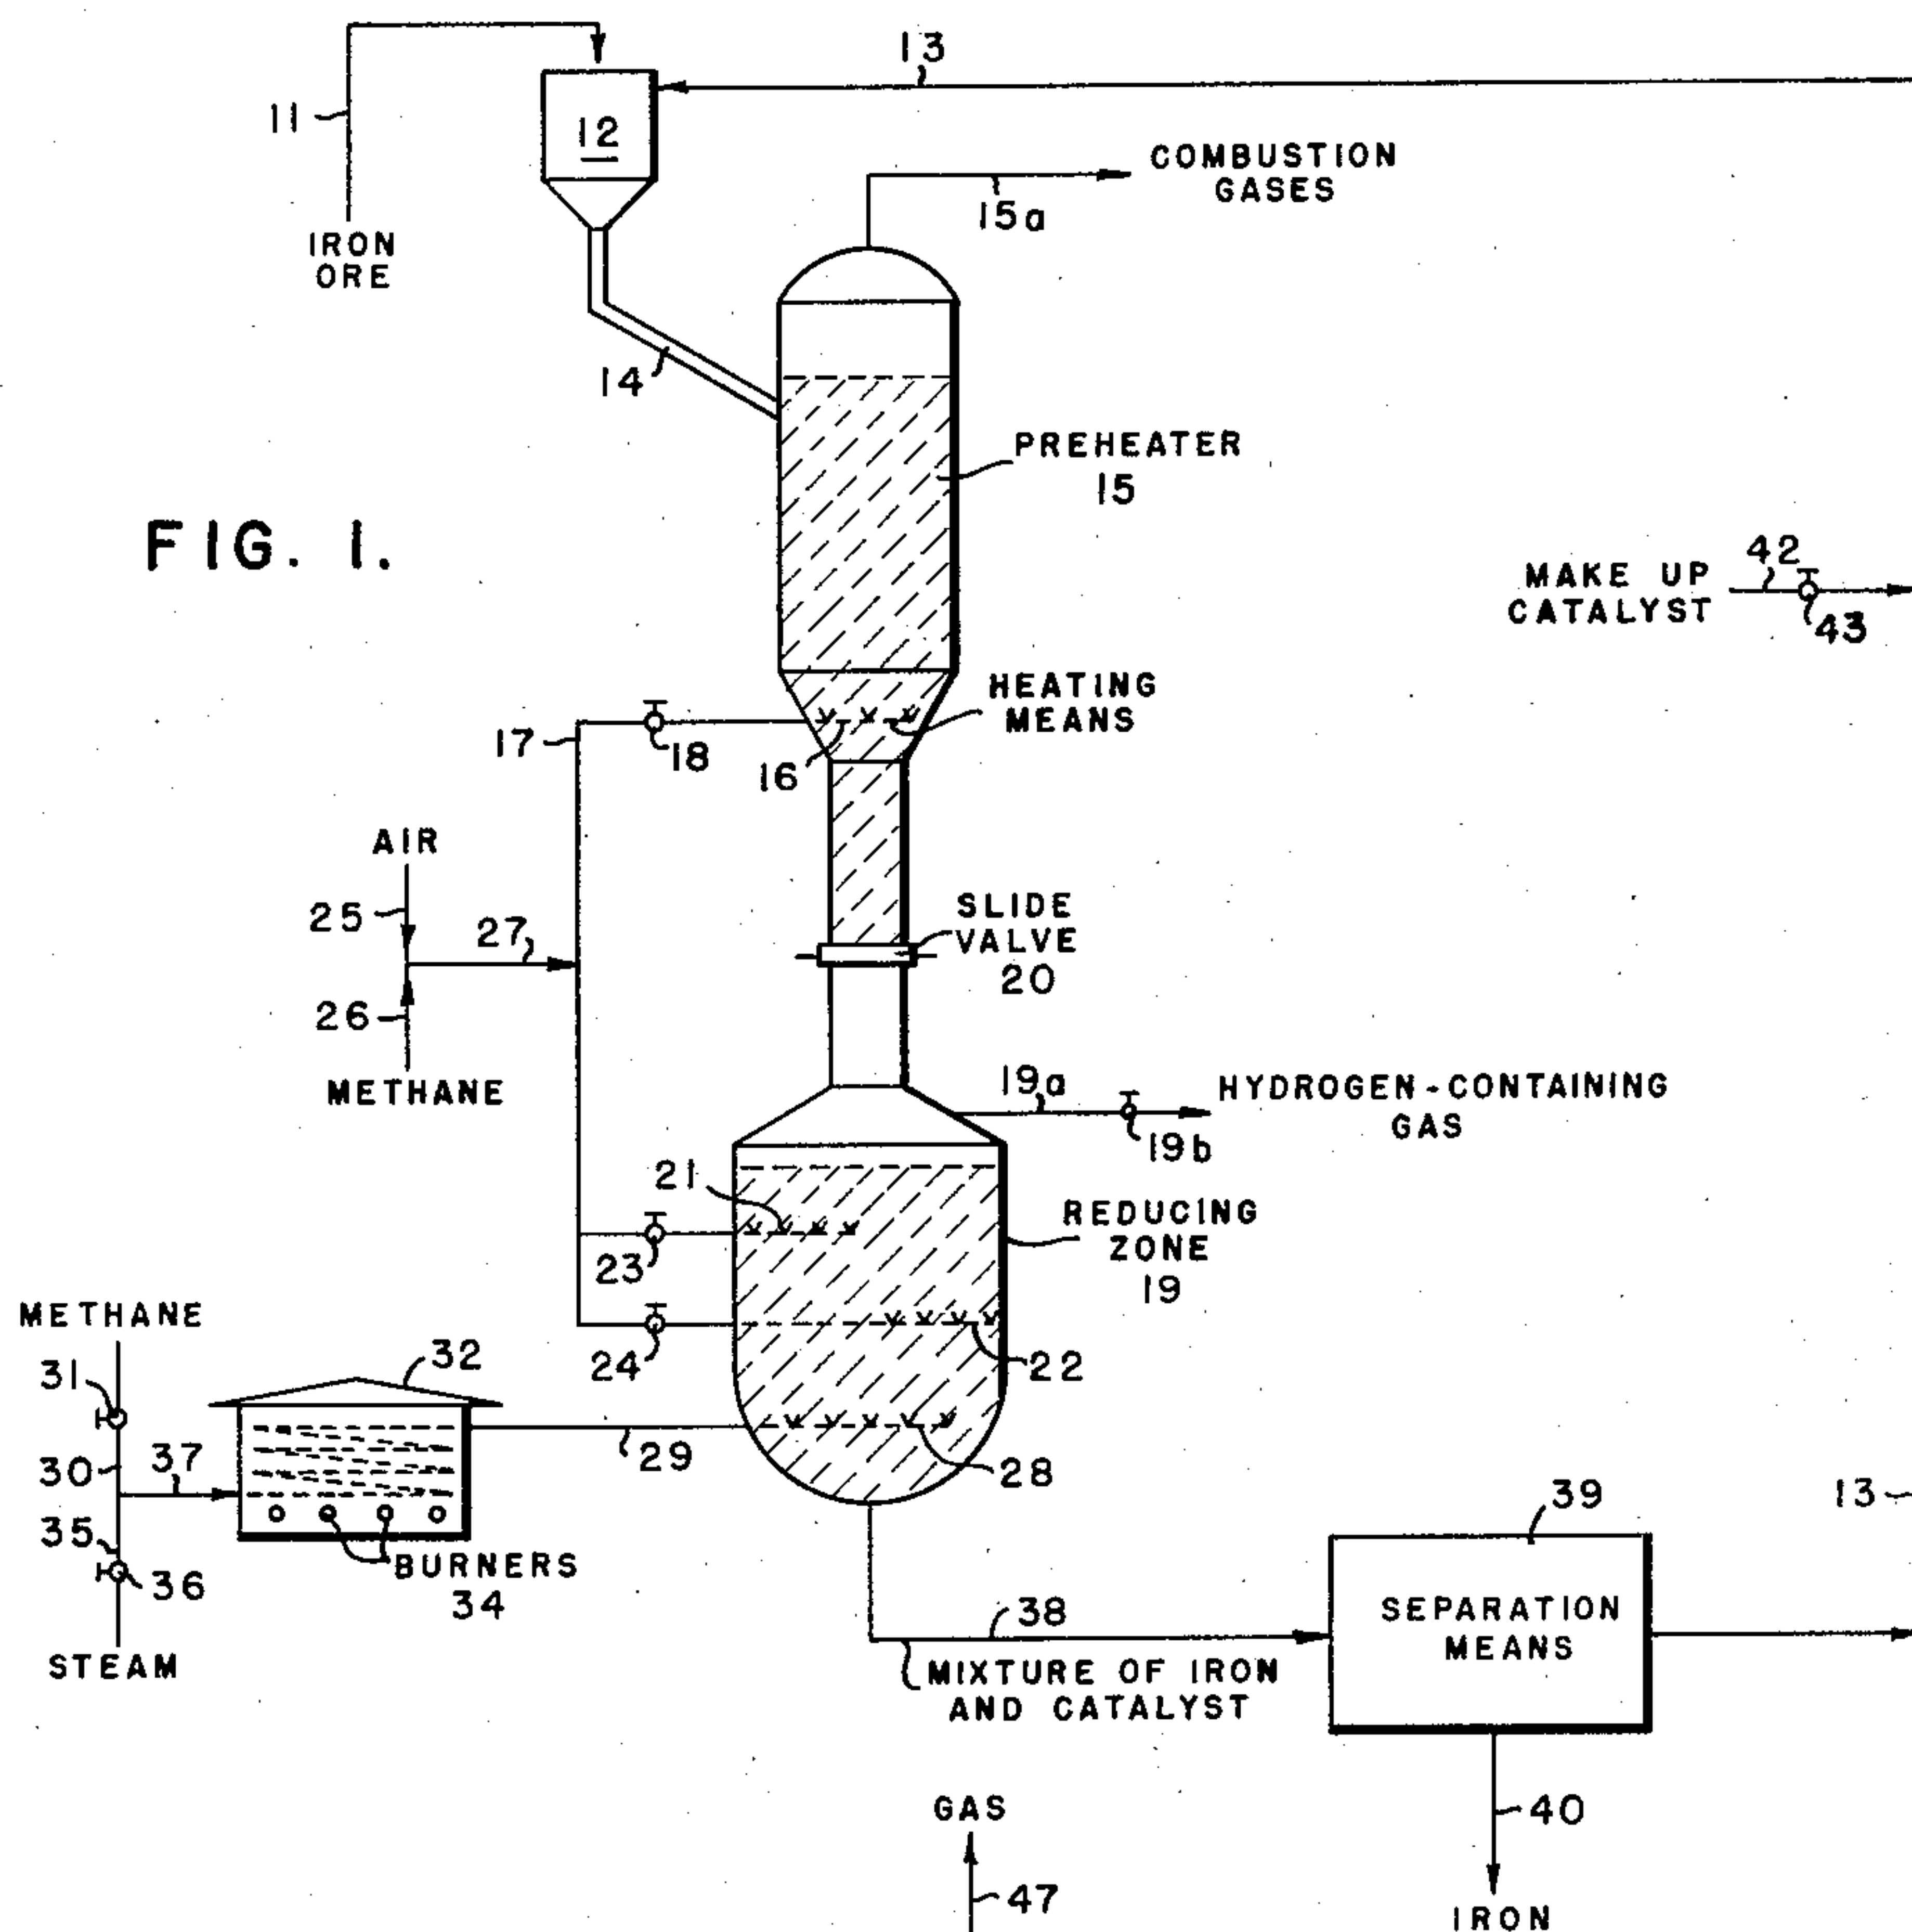 13
11
12
COMBUSTION
GASES
15a
IRON
ORE
14
PREHEATER
15
FIG. 1.
42
MAKE UP
CATALYST
43
HEATING
MEANS
17
18
16
AIR
25
27
SLIDE
VALVE
20
26
METHANE
19a
HYDROGEN-CONTAINING
GAS
19b
21
REDUCING
ZONE
19
23
METHANE
32
31
24
22
30
37
29
28
13
39
35
36
BURNERS
34
STEAM
38
SEPARATION
MEANS
MIXTURE OF IRON
AND CATALYST
GAS
40
47
IRON